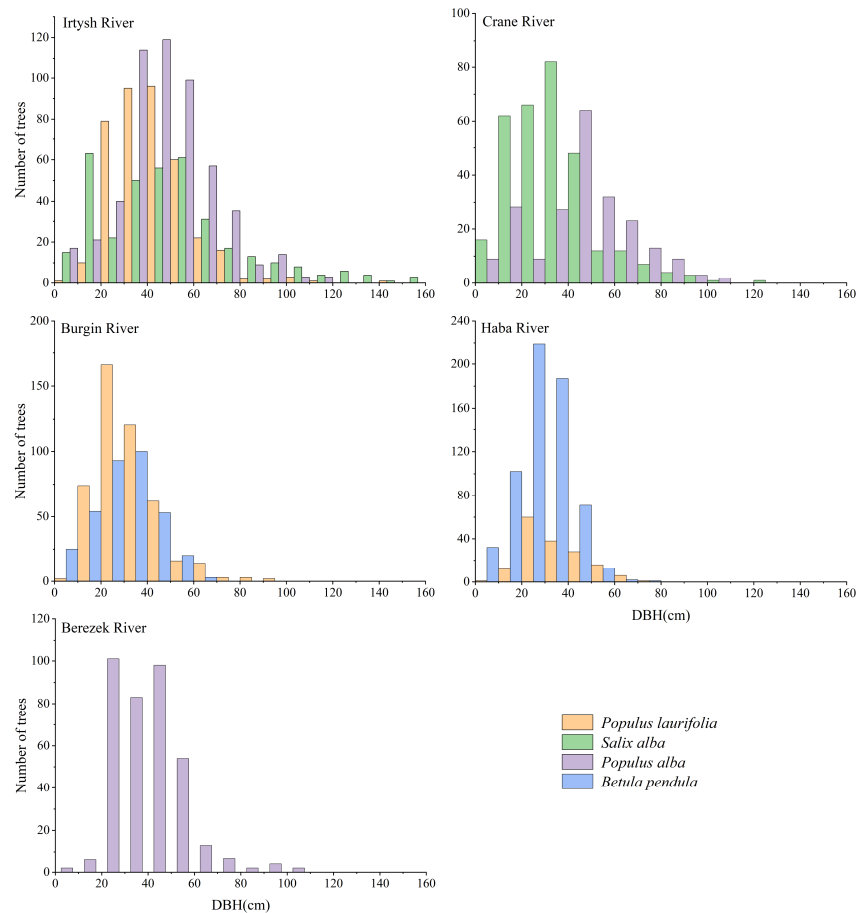 Irtysh River
Number of trees
0
20
40
60
80
100
120
0 20 40 60 80 100 120 140 160
Crane River
0
20
40
60
80
100
0 20 40 60 80 100 120 140 160
Burgin River
Number of trees
0
50
100
150
200
0 20 40 60 80 100 120 140 160
Haba River
0
40
80
120
160
200
240
0 20 40 60 80 100 120 140 160
DBH(cm)
Berezek River
Number of trees
0
20
40
60
80
100
120
0 20 40 60 80 100 120 140 160
DBH(cm)
Populus laurifolia
Salix alba
Populus alba
Betula pendula